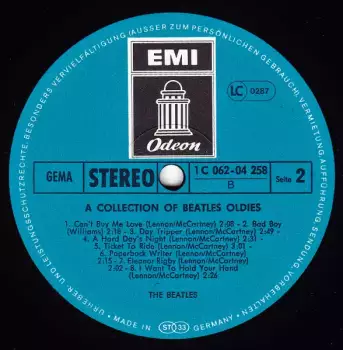 BESONDERS VERVIELFÄLTIGUNG (AUSSER ZUM PERSÖNLICHEN GEBRAUCH), VERMIETUNG, AUFFÜHRUNG, SENDUNG, VORBEHALTEN
URHEBER- UND LEISTUNGSSCHUTZRECHTE,
EMI
Odeon
LC 0287
GEMA
STEREO
1 C 062-04 258
B
Seite 2
A COLLECTION OF BEATLES OLDIES
1. Can't Buy Me Love (Lennon/McCartney) 2:08 - 2. Bad Boy
(Williams) 2:18 - 3. Day Tripper (Lennon/McCartney) 2:49 -
4. A Hard Day's Night (Lennon/McCartney) 2:31 -
5. Ticket To Ride (Lennon/McCartney) 3:01 -
6. Paperback Writer (Lennon/McCartney)
2:15 - 7. Eleanor Rigby (Lennon/McCartney)
2:02 - 8. I Want To Hold Your Hand
(Lennon/McCartney) 2:26
THE BEATLES
MADE IN GERMANY
ST 33